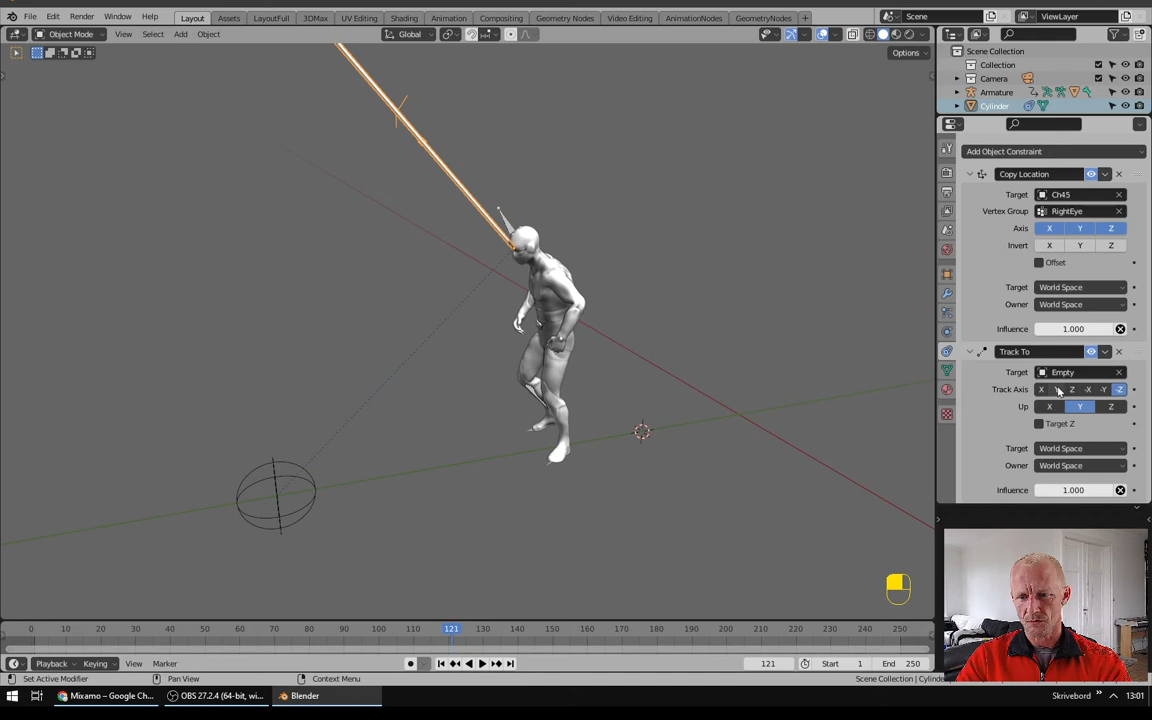 File Edit Render Window Help Layout Assets LayoutFull 3DMax UV Editing Shading Animation Compositing Geometry Nodes Video Editing AnimationNodes GeometryNodes + Scene ViewLayer
Object Mode View Select Add Object Global
Options
Scene Collection
Collection
Camera
Armature
Cylinder
Add Object Constraint
Copy Location
Target Ch45
Vertex Group RightEye
Axis X Y Z
Invert X Y Z
Offset
Target World Space
Owner World Space
Influence 1.000
Track To
Target Empty
Track Axis X Z -X -Y -Z
Up X Y Z
Target Z
Target World Space
Owner World Space
Influence 1.000
0 10 20 30 40 50 60 70 80 90 100 110 121 130 140 150 160 170 180 190 200 210 220 230 240 250
Playback Keying View Marker 121 Start 1 End 250
Set Active Modifier Pan View Context Menu Scene Collection | Cylinde
Mixamo – Google Ch... OBS 27.2.4 (64-bit, wi... Blender Skrivebord 13:01